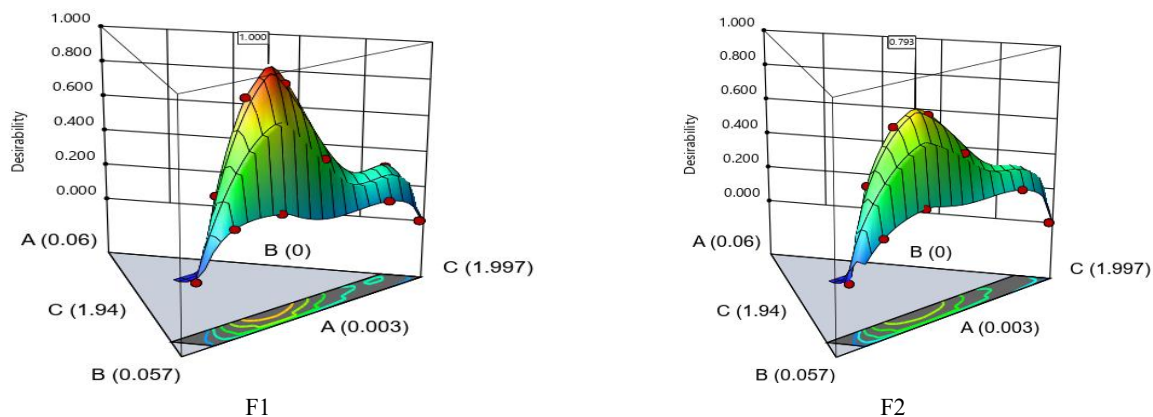 1.000
0.800
0.600
0.400
0.200
0.000
Desirability
1.000
A (0.06)
B (0)
C (1.997)
C (1.94)
A (0.003)
B (0.057)
F1
1.000
0.800
0.600
0.400
0.200
0.000
Desirability
0.793
A (0.06)
B (0)
C (1.997)
C (1.94)
A (0.003)
B (0.057)
F2